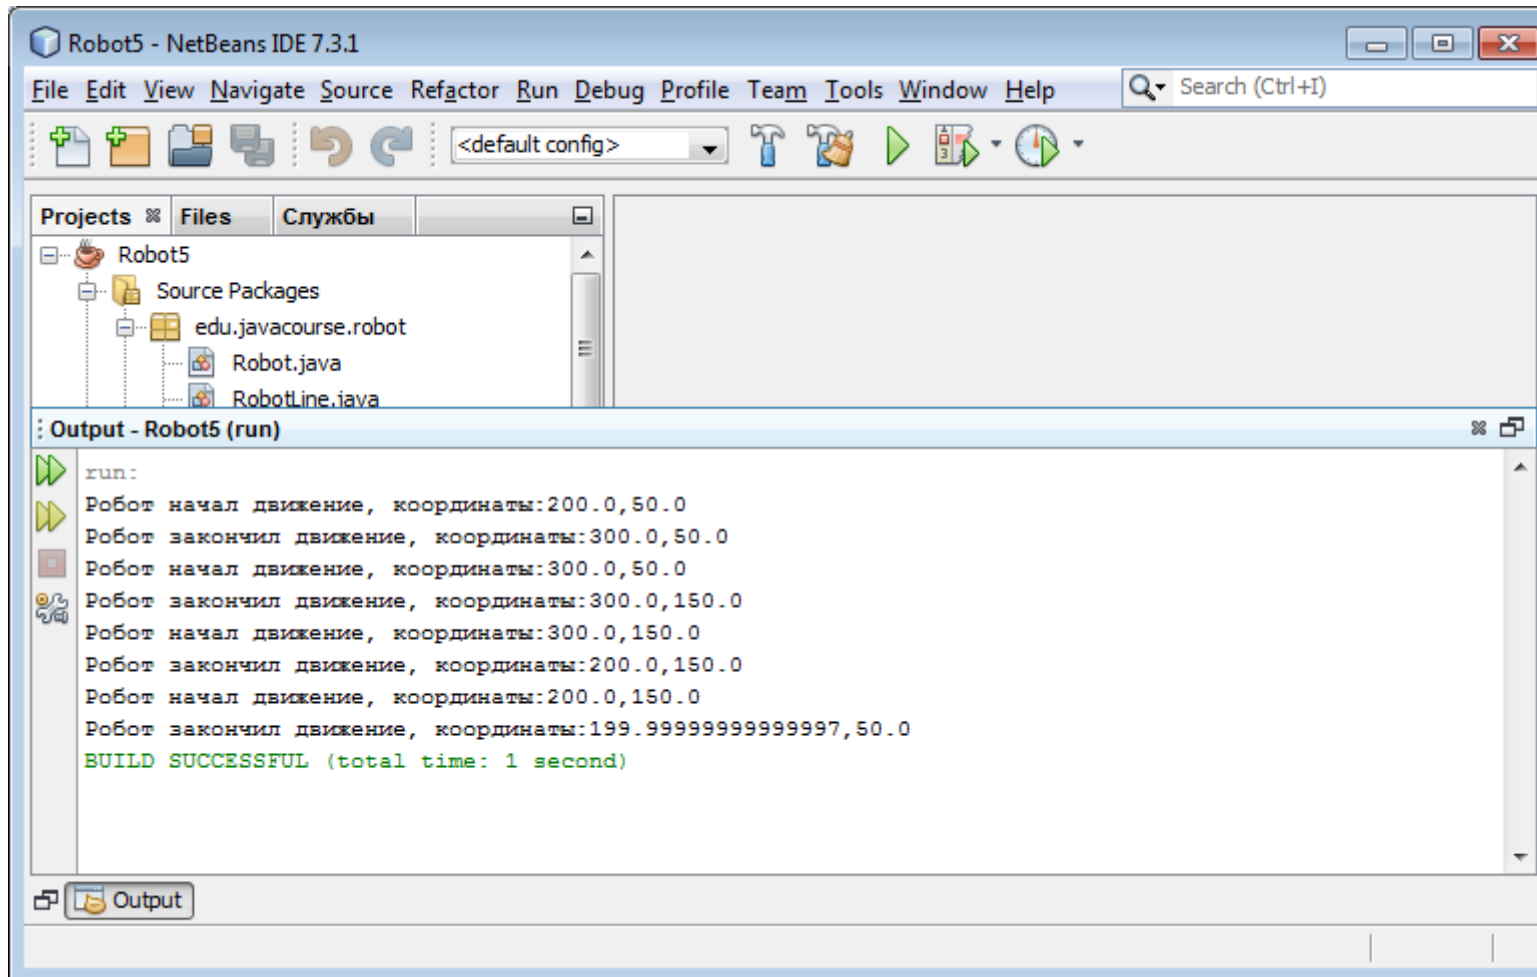 Robot5 - NetBeans IDE 7.3.1
File Edit View Navigate Source Refactor Run Debug Profile Team Tools Window Help Search (Ctrl+I)
<default config>
Projects Files Службы
Robot5
Source Packages
edu.javacourse.robot
Robot.java
RobotLine.java
Output - Robot5 (run)
run:
Робот начал движение, координаты:200.0,50.0
Робот закончил движение, координаты:300.0,50.0
Робот начал движение, координаты:300.0,50.0
Робот закончил движение, координаты:300.0,150.0
Робот начал движение, координаты:300.0,150.0
Робот закончил движение, координаты:200.0,150.0
Робот начал движение, координаты:200.0,150.0
Робот закончил движение, координаты:199.99999999999997,50.0
BUILD SUCCESSFUL (total time: 1 second)
Output